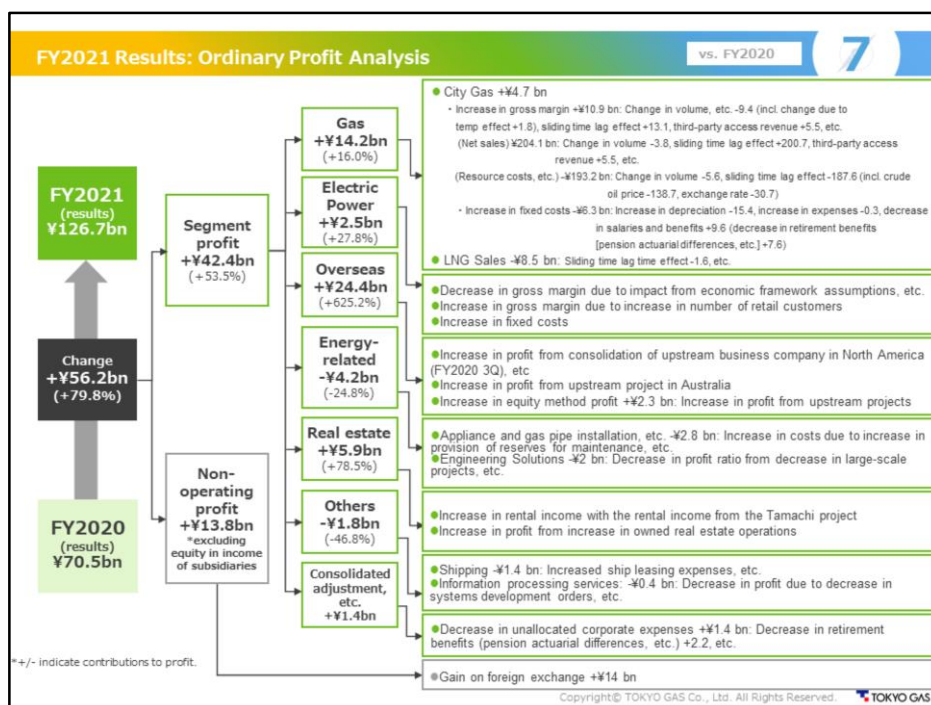 FY2021 Results: Ordinary Profit Analysis
vs. FY2020
7
FY2021
(results)
¥126.7bn
Change
+¥56.2bn
(+79.8%)
FY2020
(results)
¥70.5bn
Segment
profit
+¥42.4bn
(+53.5%)
Non-
operating
profit
+¥13.8bn
*excluding
equity in income
of subsidiaries
Gas
+¥14.2bn
(+16.0%)
Electric
Power
+¥2.5bn
(+27.8%)
Overseas
+¥24.4bn
(+625.2%)
Energy-
related
-¥4.2bn
(-24.8%)
Real estate
+¥5.9bn
(+78.5%)
Others
-¥1.8bn
(-46.8%)
Consolidated
adjustment,
etc.
+¥1.4bn
● City Gas +¥4.7 bn
・Increase in gross margin +¥10.9 bn: Change in volume, etc. -9.4 (incl. change due to
temp effect +1.8), sliding time lag effect +13.1, third-party access revenue +5.5, etc.
(Net sales) ¥204.1 bn: Change in volume -3.8, sliding time lag effect +200.7, third-party access
revenue +5.5, etc.
(Resource costs, etc.) -¥193.2 bn: Change in volume -5.6, sliding time lag effect -187.6 (incl. crude
oil price -138.7, exchange rate -30.7)
・Increase in fixed costs -¥6.3 bn: Increase in depreciation -15.4, increase in expenses -0.3, decrease
in salaries and benefits +9.6 (decrease in retirement benefits
[pension actuarial differences, etc.] +7.6)
● LNG Sales -¥8.5 bn: Sliding time lag time effect -1.6, etc.
●Decrease in gross margin due to impact from economic framework assumptions, etc.
●Increase in gross margin due to increase in number of retail customers
●Increase in fixed costs
●Increase in profit from consolidation of upstream business company in North America
(FY2020 3Q), etc
●Increase in profit from upstream project in Australia
●Increase in equity method profit +¥2.3 bn: Increase in profit from upstream projects
●Appliance and gas pipe installation, etc. -¥2.8 bn: Increase in costs due to increase in
provision of reserves for maintenance, etc.
●Engineering Solutions -¥2 bn: Decrease in profit ratio from decrease in large-scale
projects, etc.
●Increase in rental income with the rental income from the Tamachi project
●Increase in profit from increase in owned real estate operations
●Shipping -¥1.4 bn: Increased ship leasing expenses, etc.
●Information processing services: -¥0.4 bn: Decrease in profit due to decrease in
systems development orders, etc.
●Decrease in unallocated corporate expenses +¥1.4 bn: Decrease in retirement
benefits (pension actuarial differences, etc.) +2.2, etc.
●Gain on foreign exchange +¥14 bn
*+/- indicate contributions to profit.
Copyright© TOKYO GAS Co., Ltd. All Rights Reserved.
TOKYO GAS